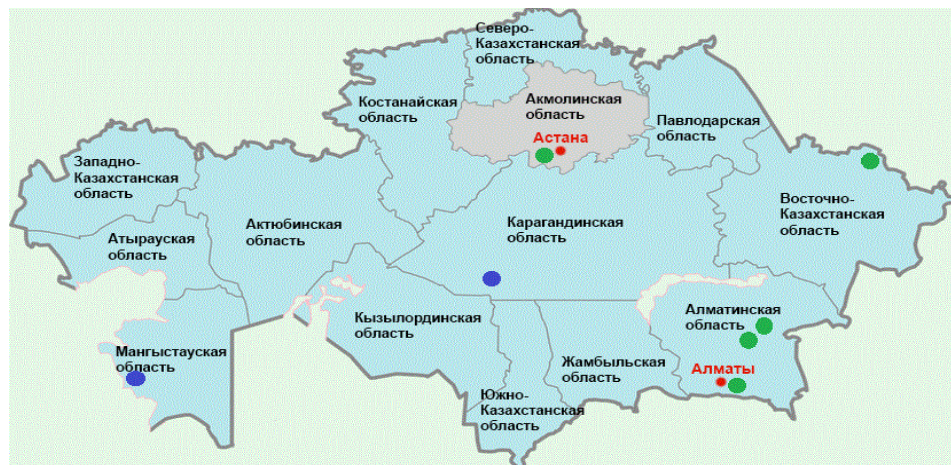 Северо-
Казахстанская
область
Костанайская
область
Акмолинская
область
Павлодарская
область
Астана
Западно-
Казахстанская
область
Восточно-
Казахстанская
область
Атырауская
область
Актюбинская
область
Карагандинская
область
Алматинская
область
Кызылординская
область
Мангыстауская
область
Жамбыльская
область
Алматы
Южно-
Казахстанская
область